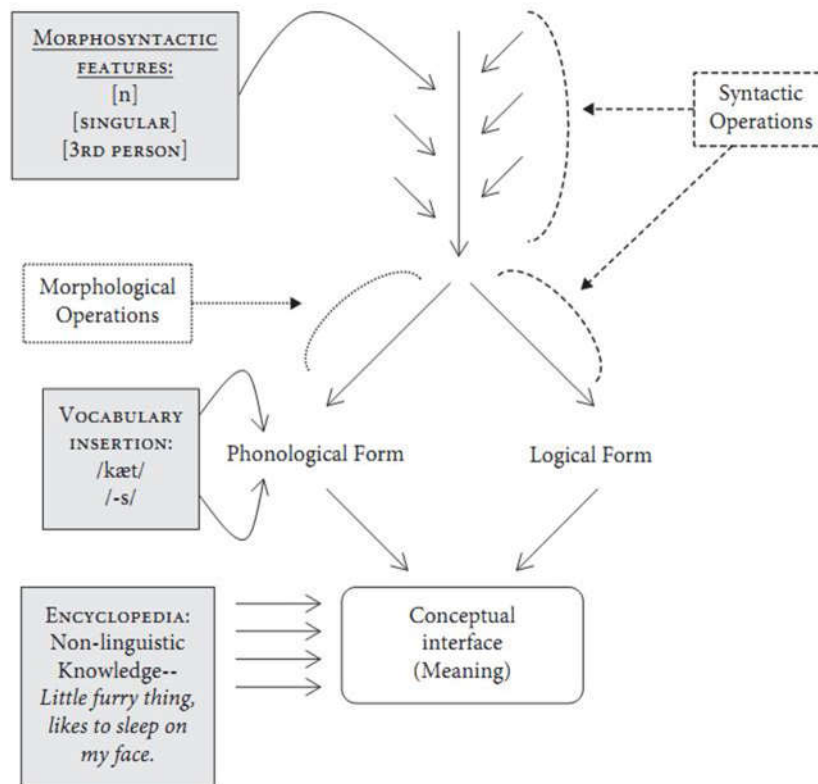 MORPHOSYNTACTIC
FEATURES:
[n]
[SINGULAR]
[3RD PERSON]
Syntactic
Operations
Morphological
Operations
VOCABULARY
INSERTION:
/kæt/
/-s/
Phonological Form
Logical Form
ENCYCLOPEDIA:
Non-linguistic
Knowledge--
Little furry thing,
likes to sleep on
my face.
Conceptual
interface
(Meaning)